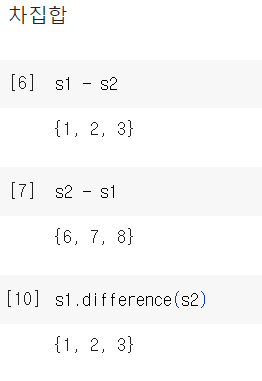 차집합
[6] s1 - s2
{1, 2, 3}
[7] s2 - s1
{6, 7, 8}
[10] s1.difference(s2)
{1, 2, 3}